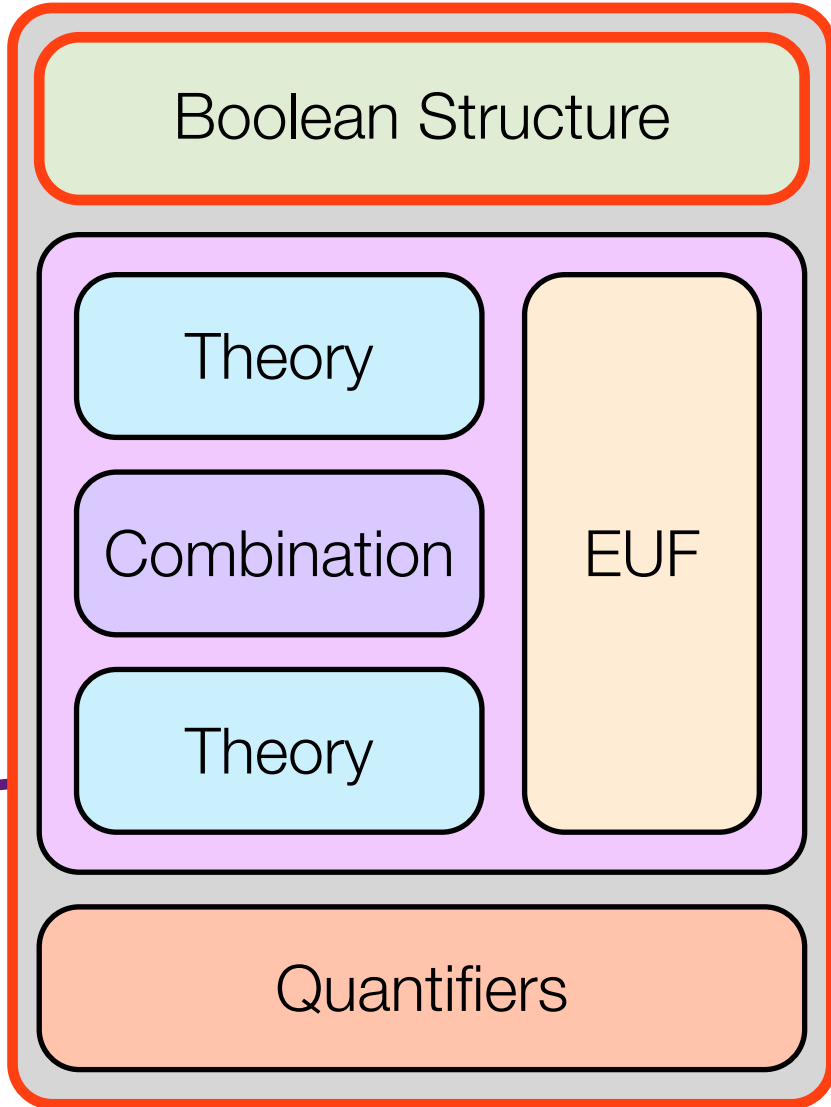 Boolean Structure
Theory
Combination
Theory
EUF
Quantifiers